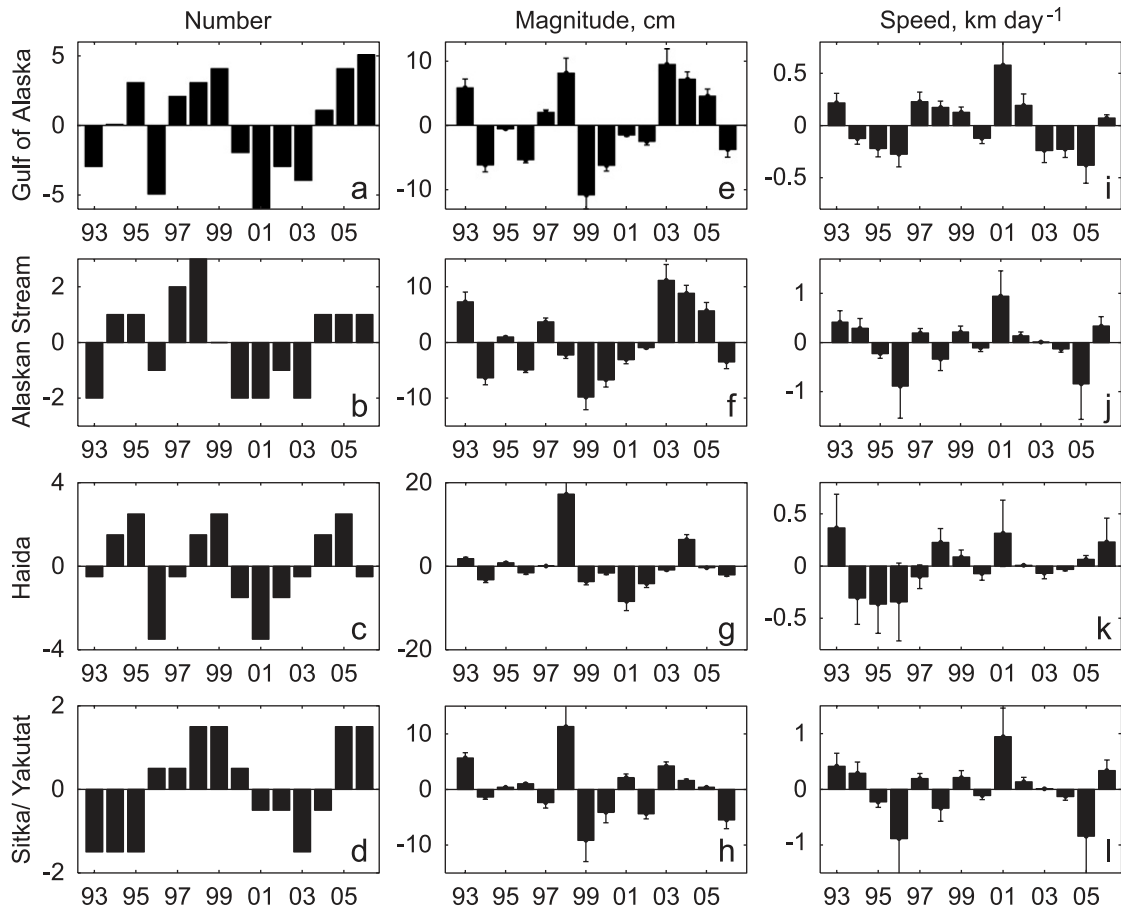 Number Magnitude, cm Speed, km day⁻¹
Gulf of Alaska
5
0
-5
a
93 95 97 99 01 03 05
10
0
-10
e
93 95 97 99 01 03 05
0.5
0
-0.5
i
93 95 97 99 01 03 05
Alaskan Stream
2
0
-2
b
93 95 97 99 01 03 05
10
0
-10
f
93 95 97 99 01 03 05
1
0
-1
j
93 95 97 99 01 03 05
Haida
4
0
-4
c
93 95 97 99 01 03 05
20
0
-20
g
93 95 97 99 01 03 05
0.5
0
-0.5
k
93 95 97 99 01 03 05
Sitka/ Yakutat
2
0
-2
d
93 95 97 99 01 03 05
10
0
-10
h
93 95 97 99 01 03 05
1
0
-1
l
93 95 97 99 01 03 05